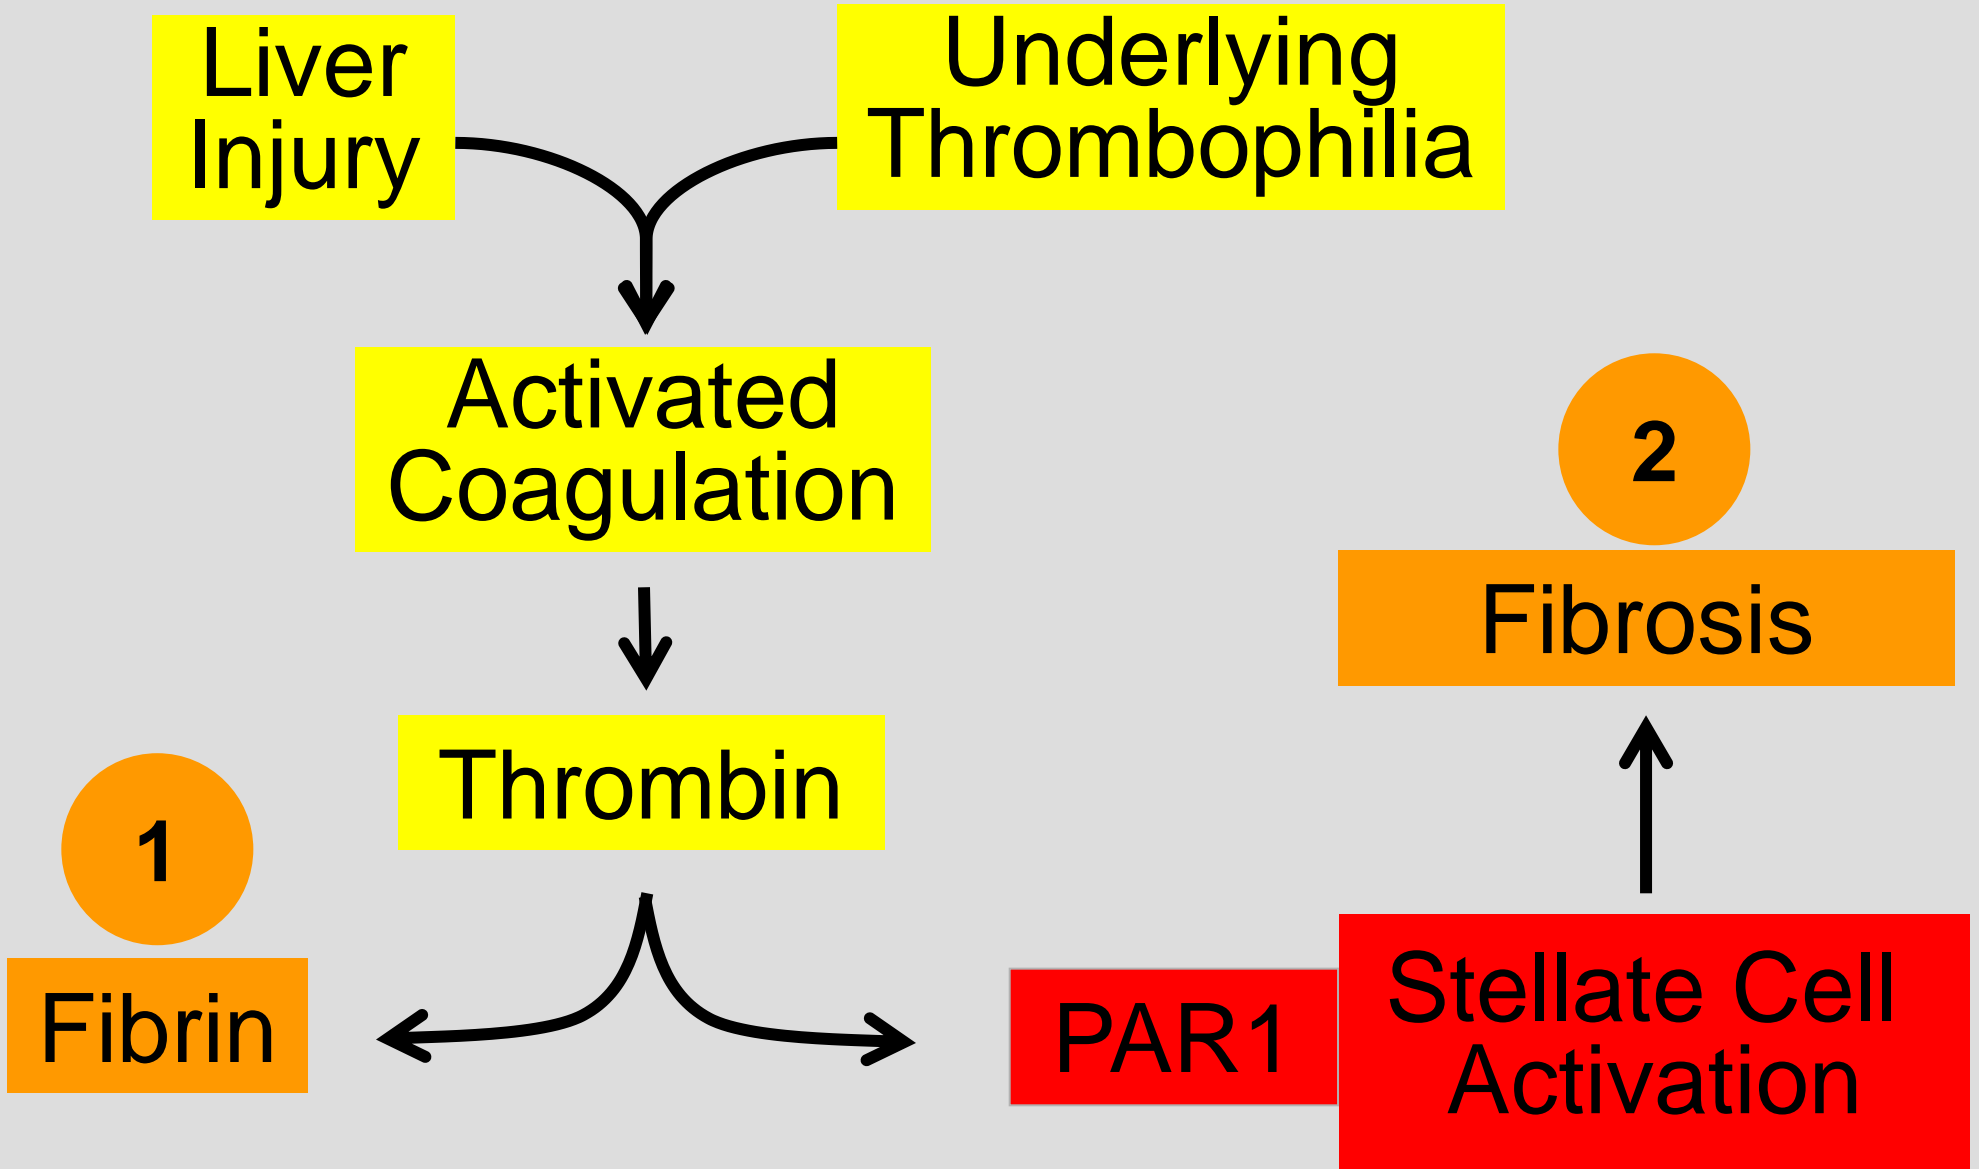 Liver
Injury
Underlying
Thrombophilia
Activated
Coagulation
2
Fibrosis
Thrombin
1
Fibrin
PAR1
Stellate Cell
Activation